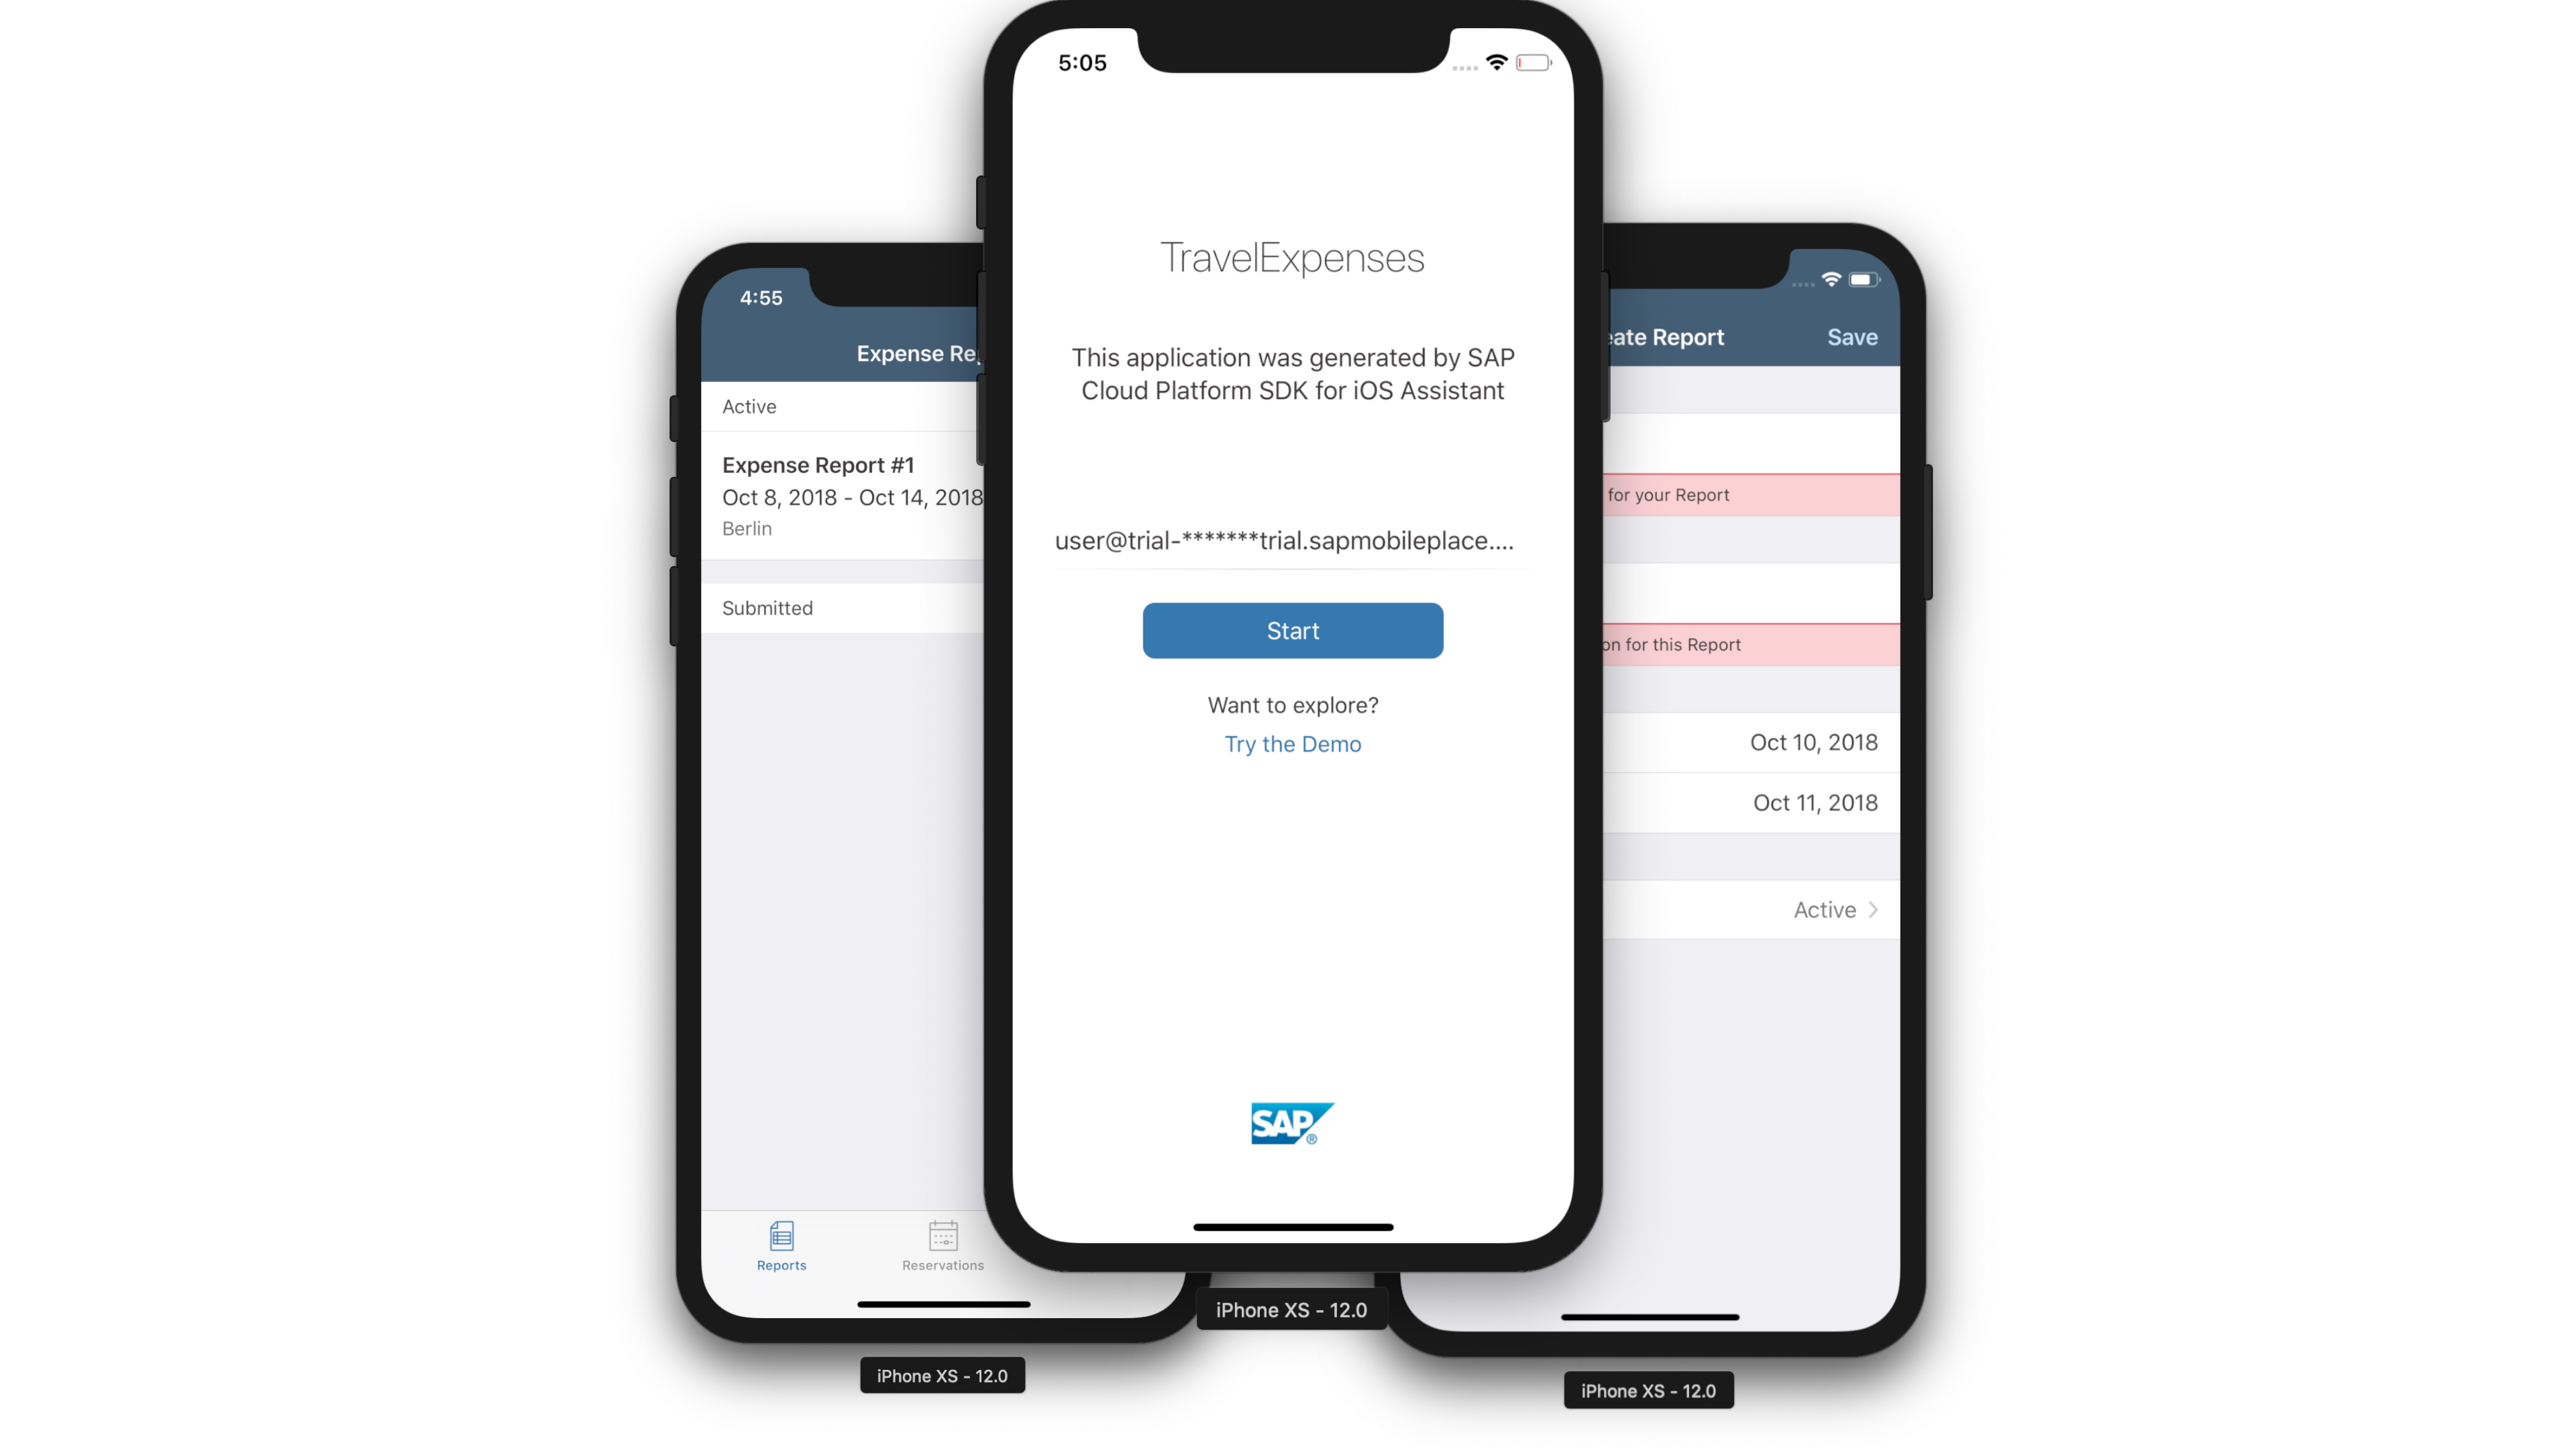 4:55
Expense Re
Active
Expense Report #1
Oct 8, 2018 - Oct 14, 2018
Berlin
Submitted
Reports
Reservations
iPhone XS - 12.0
5:05
TravelExpenses
This application was generated by SAP
Cloud Platform SDK for iOS Assistant
user@trial-*******trial.sapmobileplace....
Start
Want to explore?
Try the Demo
SAP®
iPhone XS - 12.0
eate Report
Save
for your Report
on for this Report
Oct 10, 2018
Oct 11, 2018
Active
iPhone XS - 12.0